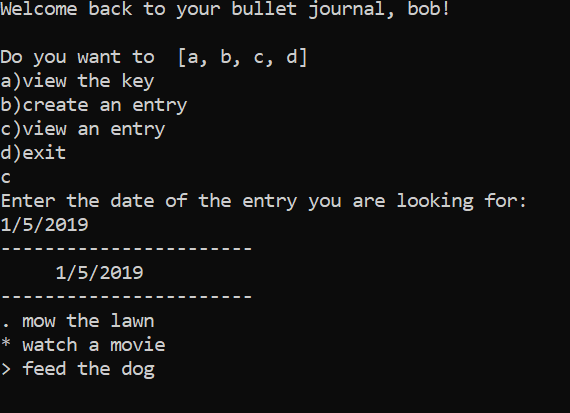 Welcome back to your bullet journal, bob!
Do you want to  [a, b, c, d]
a)view the key
b)create an entry
c)view an entry
d)exit
c
Enter the date of the entry you are looking for:
1/5/2019
-----------------------
     1/5/2019
-----------------------
. mow the lawn
* watch a movie
> feed the dog